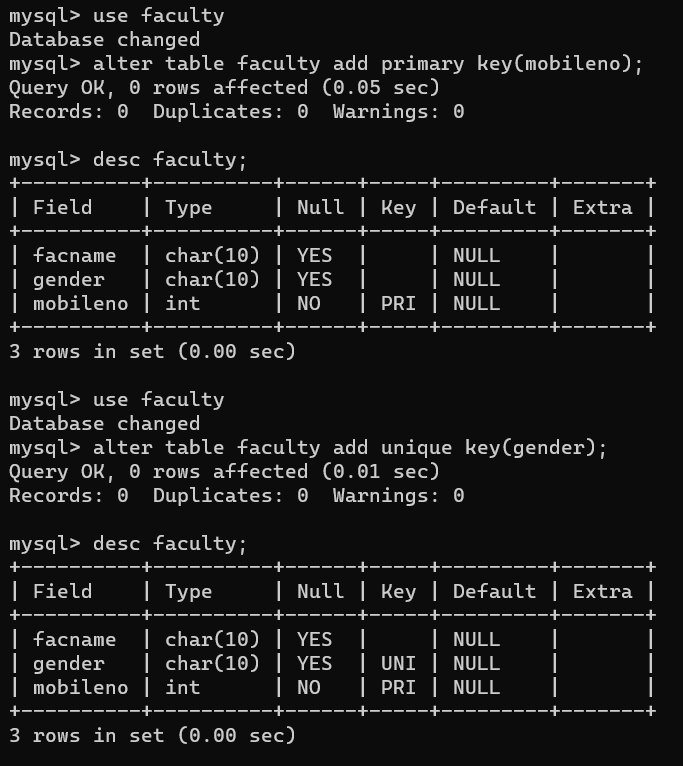 mysql> use faculty
Database changed
mysql> alter table faculty add primary key(mobileno);
Query OK, 0 rows affected (0.05 sec)
Records: 0  Duplicates: 0  Warnings: 0

mysql> desc faculty;
+----------+----------+------+-----+---------+-------+
| Field    | Type     | Null | Key | Default | Extra |
+----------+----------+------+-----+---------+-------+
| facname  | char(10) | YES  |     | NULL    |       |
| gender   | char(10) | YES  |     | NULL    |       |
| mobileno | int      | NO   | PRI | NULL    |       |
+----------+----------+------+-----+---------+-------+
3 rows in set (0.00 sec)

mysql> use faculty
Database changed
mysql> alter table faculty add unique key(gender);
Query OK, 0 rows affected (0.01 sec)
Records: 0  Duplicates: 0  Warnings: 0

mysql> desc faculty;
+----------+----------+------+-----+---------+-------+
| Field    | Type     | Null | Key | Default | Extra |
+----------+----------+------+-----+---------+-------+
| facname  | char(10) | YES  |     | NULL    |       |
| gender   | char(10) | YES  | UNI | NULL    |       |
| mobileno | int      | NO   | PRI | NULL    |       |
+----------+----------+------+-----+---------+-------+
3 rows in set (0.00 sec)